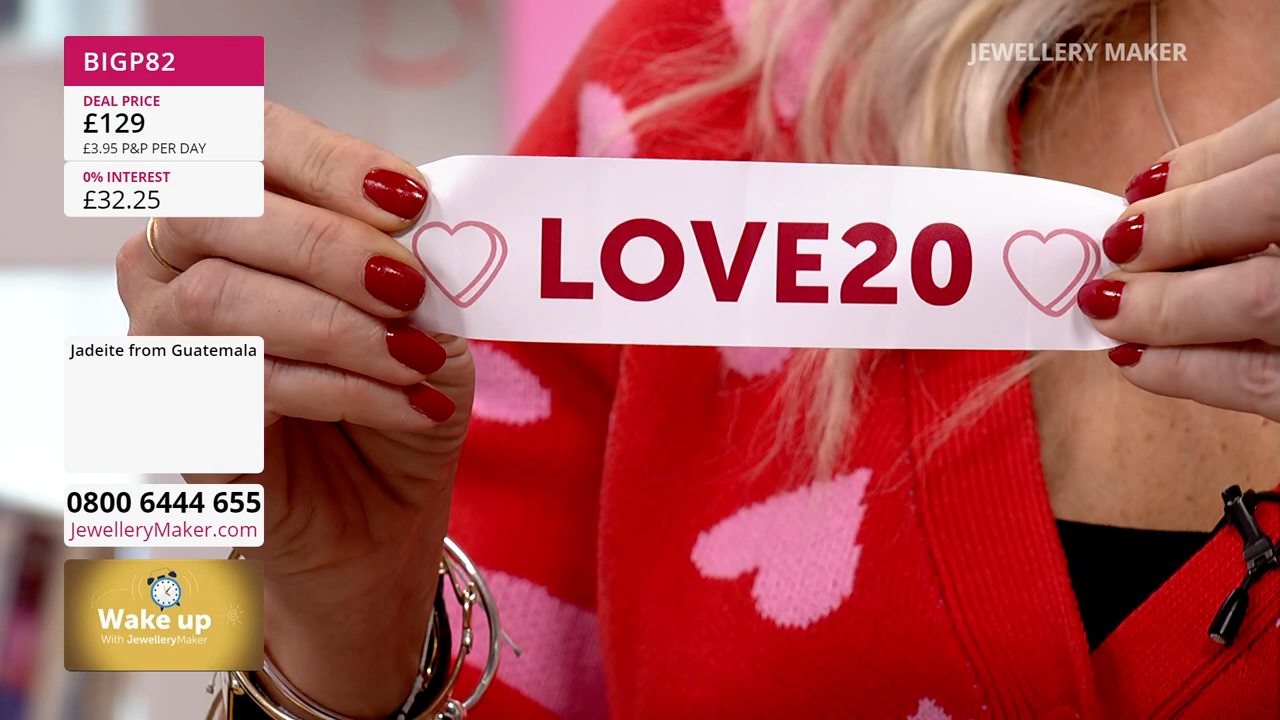 BIGP82
DEAL PRICE
£129
£3.95 P&P PER DAY
0% INTEREST
£32.25
Jadeite from Guatemala
0800 6444 655
JewelleryMaker.com
Wake up
With JewelleryMaker
JEWELLERY MAKER
LOVE20